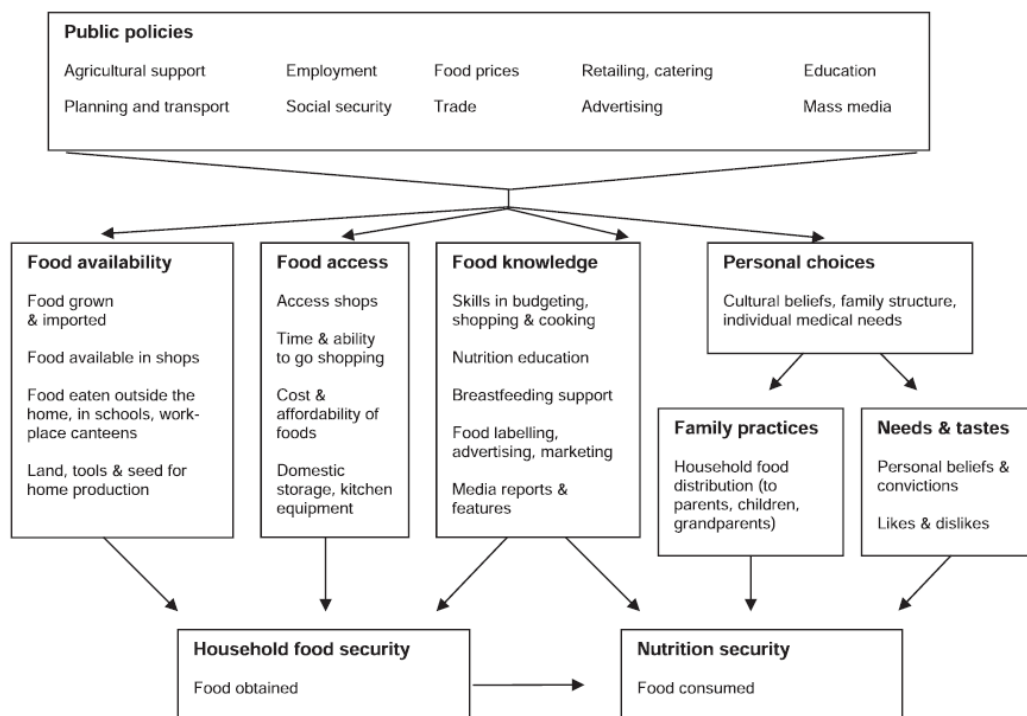 Public policies
Agricultural support Employment Food prices Retailing, catering Education
Planning and transport Social security Trade Advertising Mass media
Food availability
Food grown
& imported
Food available in shops
Food eaten outside the
home, in schools, work-
place canteens
Land, tools & seed for
home production
Food access
Access shops
Time & ability
to go shopping
Cost &
affordability of
foods
Domestic
storage, kitchen
equipment
Food knowledge
Skills in budgeting,
shopping & cooking
Nutrition education
Breastfeeding support
Food labelling,
advertising, marketing
Media reports &
features
Personal choices
Cultural beliefs, family structure,
individual medical needs
Family practices
Household food
distribution (to
parents, children,
grandparents)
Needs & tastes
Personal beliefs &
convictions
Likes & dislikes
Household food security
Food obtained
Nutrition security
Food consumed